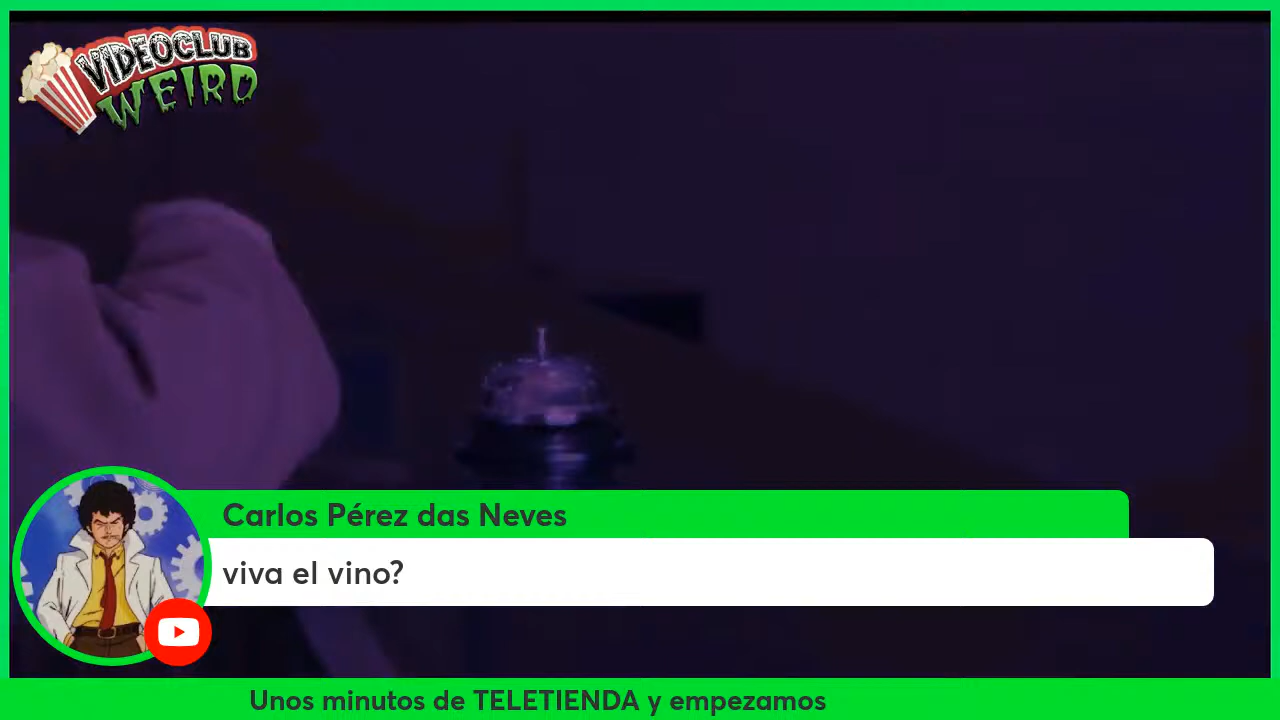 VIDEOCLUB
WEIRD
Carlos Pérez das Neves
viva el vino?
Unos minutos de TELETIENDA y empezamos